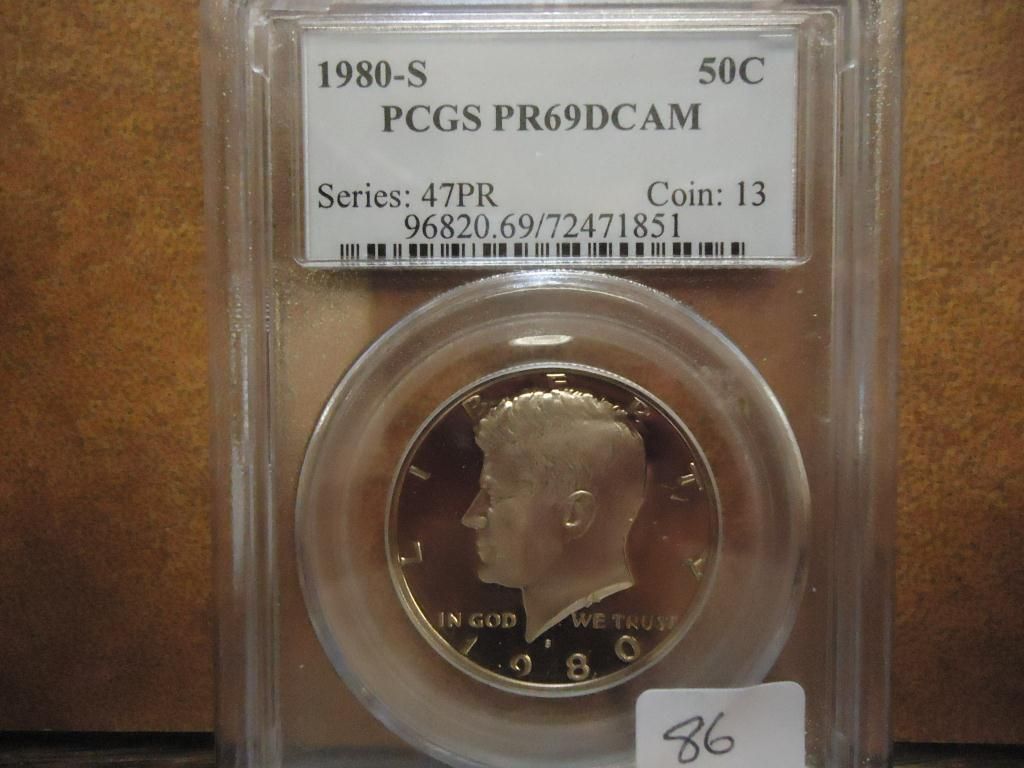 1980-S 50C
PCGS PR69DCAM
Series: 47PR Coin: 13
96820.69/72471851
LIBERTY
IN GOD WE TRUST
S
1980
86